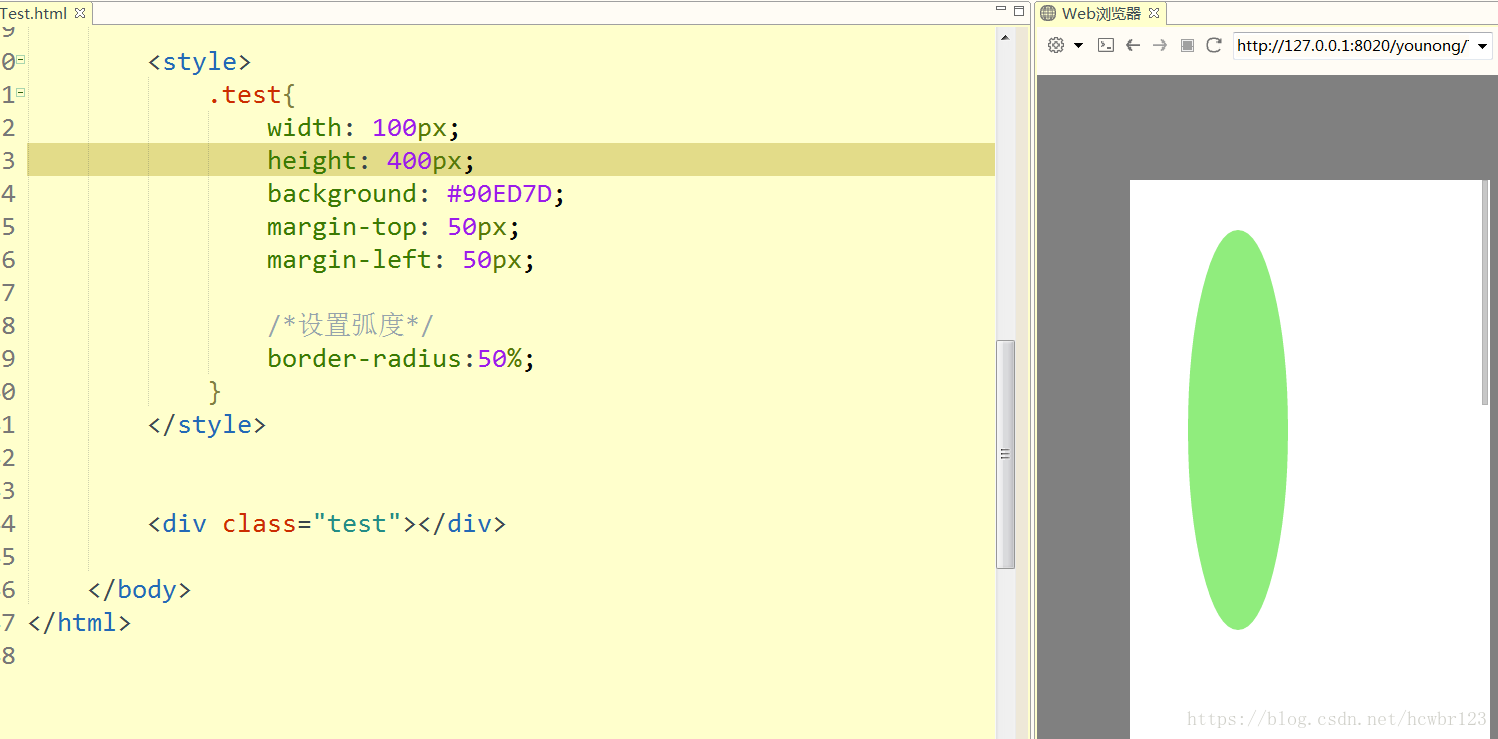 Test.html
9
0 <style>
1 .test{
2 width: 100px;
3 height: 400px;
4 background: #90ED7D;
5 margin-top: 50px;
6 margin-left: 50px;
7
8 /*设置弧度*/
9 border-radius:50%;
0 }
1 </style>
2
3
4 <div class="test"></div>
5
6 </body>
7 </html>
8
Web浏览器
http://127.0.0.1:8020/younong/
https://blog.csdn.net/hcwbr123